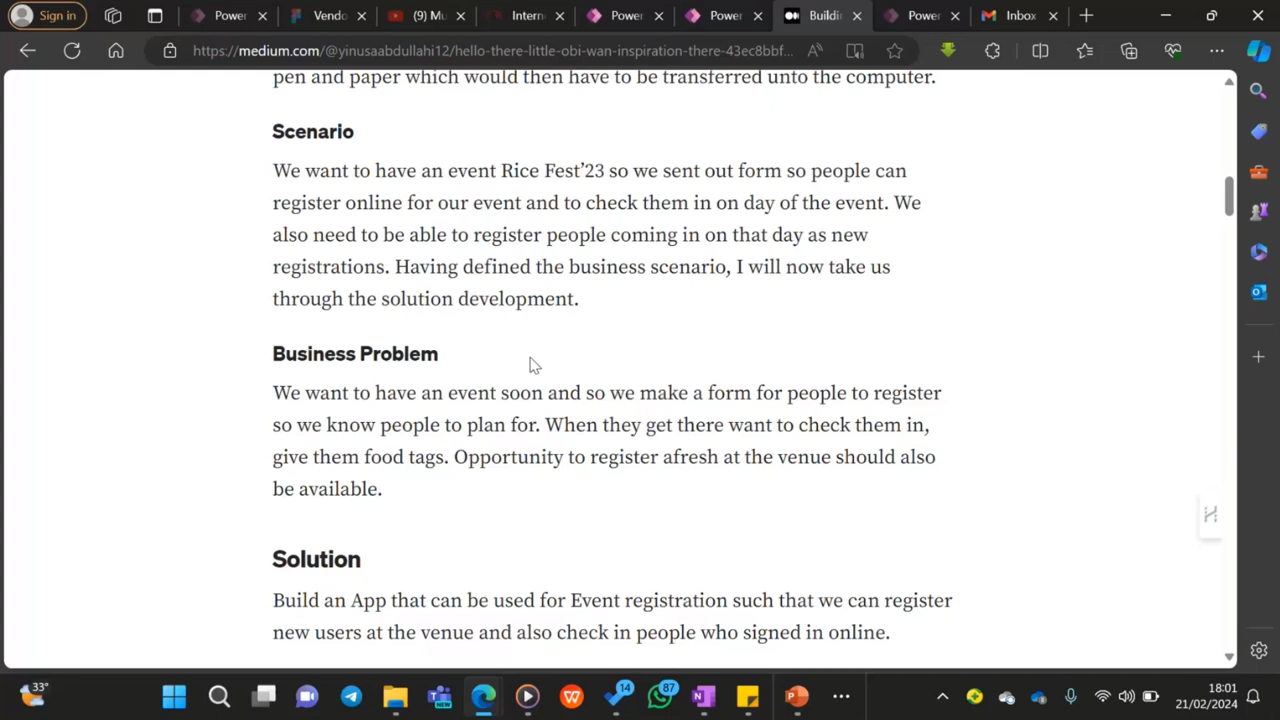 Sign in
Power
Vendo
(9) Mu
Intern
Power
Power
Buildin
Power
Inbox
https://medium.com/@yinusaabdullahi12/hello-there-little-obi-wan-inspiration-there-43ec8bbf...
pen and paper which would then have to be transferred unto the computer.
Scenario
We want to have an event Rice Fest’23 so we sent out form so people can
register online for our event and to check them in on day of the event. We
also need to be able to register people coming in on that day as new
registrations. Having defined the business scenario, I will now take us
through the solution development.
Business Problem
We want to have an event soon and so we make a form for people to register
so we know people to plan for. When they get there want to check them in,
give them food tags. Opportunity to register afresh at the venue should also
be available.
Solution
Build an App that can be used for Event registration such that we can register
new users at the venue and also check in people who signed in online.
33°
14
87
18:01
21/02/2024